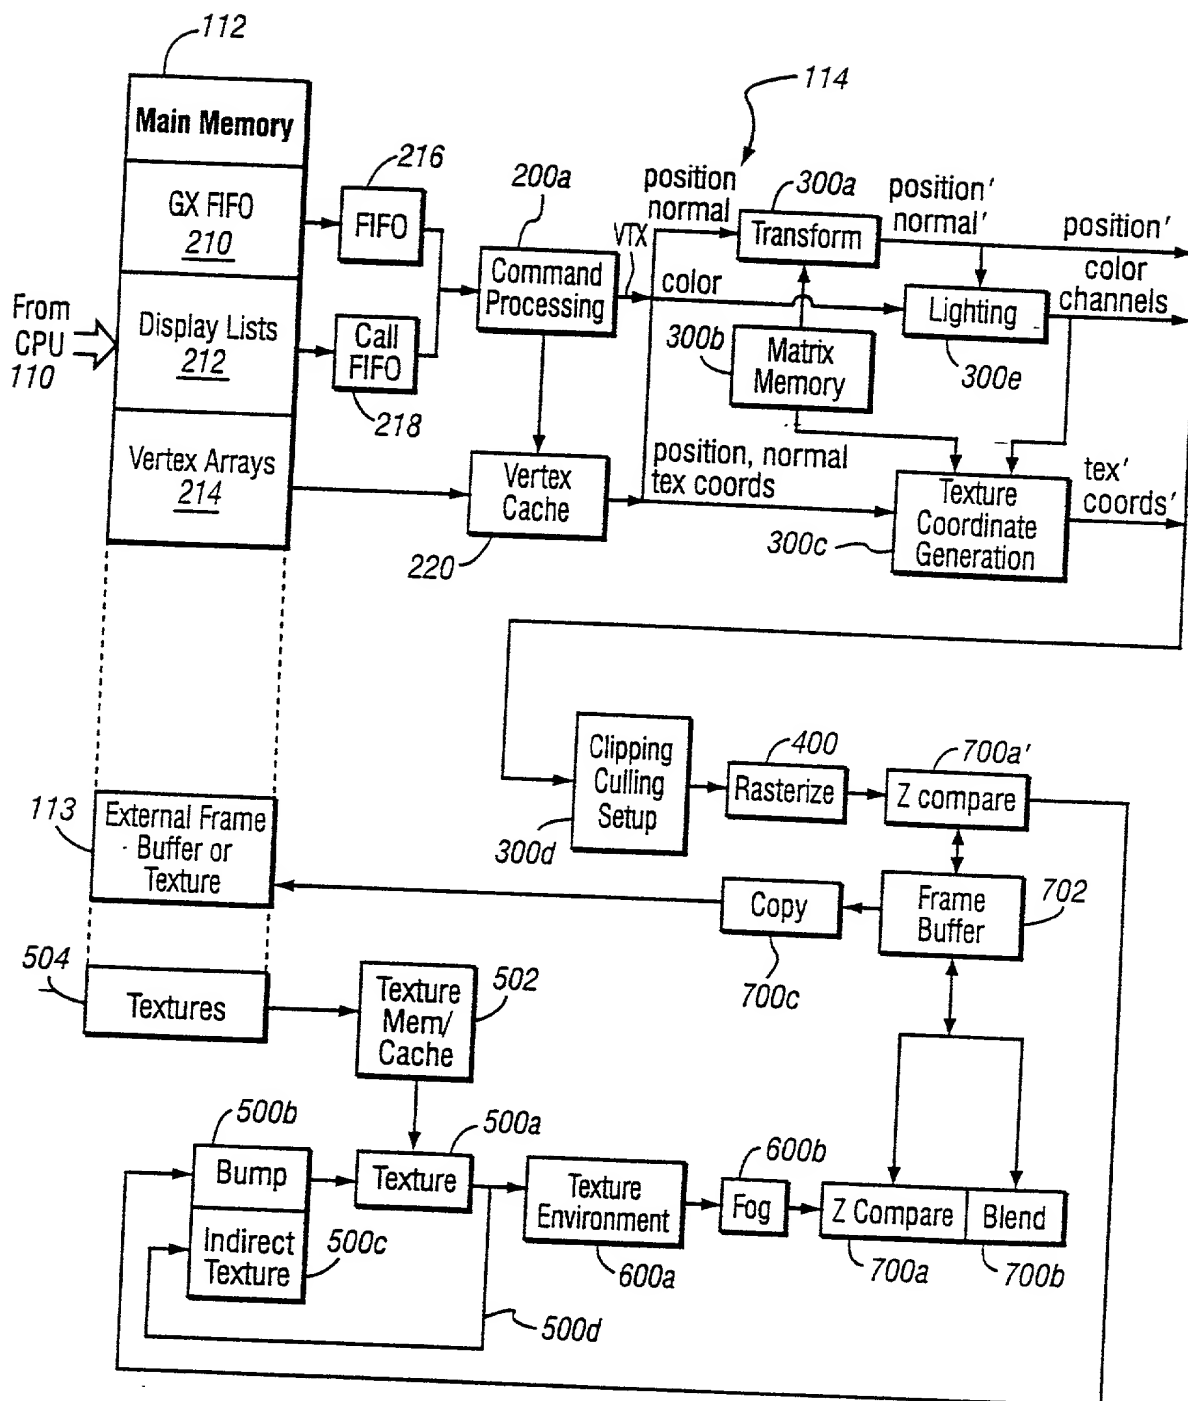 112
Main Memory
GX FIFO
210
Display Lists
212
Vertex Arrays
214
From
CPU
110
216
FIFO
Call
FIFO
218
200a
Command
Processing
VTX
Vertex
Cache
220
114
position
normal
300a
Transform
position'
normal'
position'
color
color
channels
Lighting
300e
300b
Matrix
Memory
position, normal
tex coords
Texture
Coordinate
Generation
300c
tex'
coords'
Clipping
Culling
Setup
300d
400
Rasterize
700a'
Z compare
113
External Frame
Buffer or
Texture
Copy
700c
Frame
Buffer
702
504
Textures
Texture
Mem/
Cache
502
500b
Bump
Indirect
Texture
500c
500a
Texture
500d
Texture
Environment
600a
600b
Fog
Z Compare
Blend
700a
700b